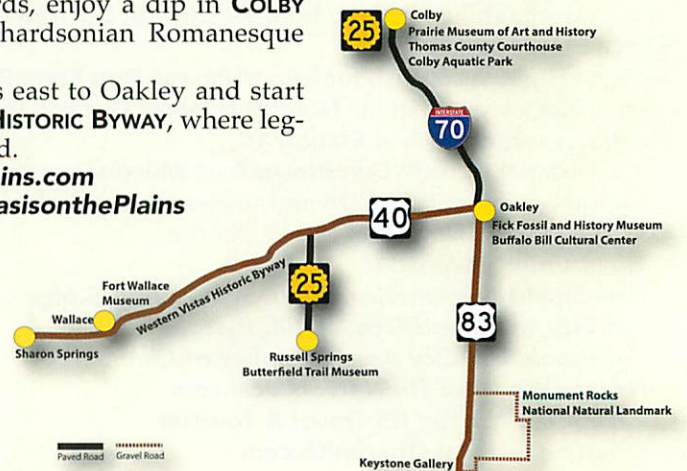 rds, enjoy a dip in COLBY
hardsonian Romanesque
s east to Oakley and start
HISTORIC BYWAY, where leg-
d.
ins.com
asisonthePlains
25
Colby
Prairie Museum of Art and History
Thomas County Courthouse
Colby Aquatic Park
INTERSTATE
70
40
Oakley
Fick Fossil and History Museum
Buffalo Bill Cultural Center
Western Vistas Historic Byway
25
83
Fort Wallace
Museum
Wallace
Sharon Springs
Russell Springs
Butterfield Trail Museum
Monument Rocks
National Natural Landmark
Keystone Gallery
Paved Road
Gravel Road